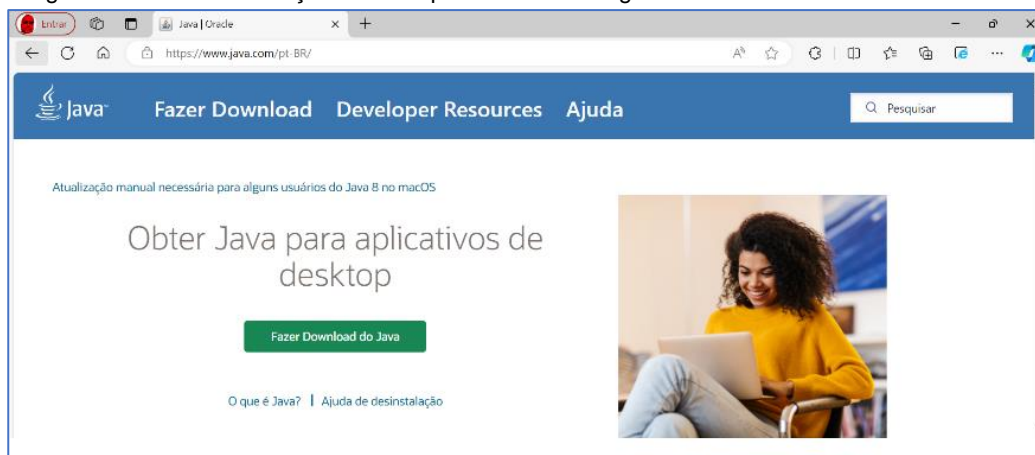 Entrar
Java | Oracle
https://www.java.com/pt-BR/
Java
Fazer Download
Developer Resources
Ajuda
Pesquisar
Atualização manual necessária para alguns usuários do Java 8 no macOS
Obter Java para aplicativos de
desktop
Fazer Download do Java
O que é Java? | Ajuda de desinstalação